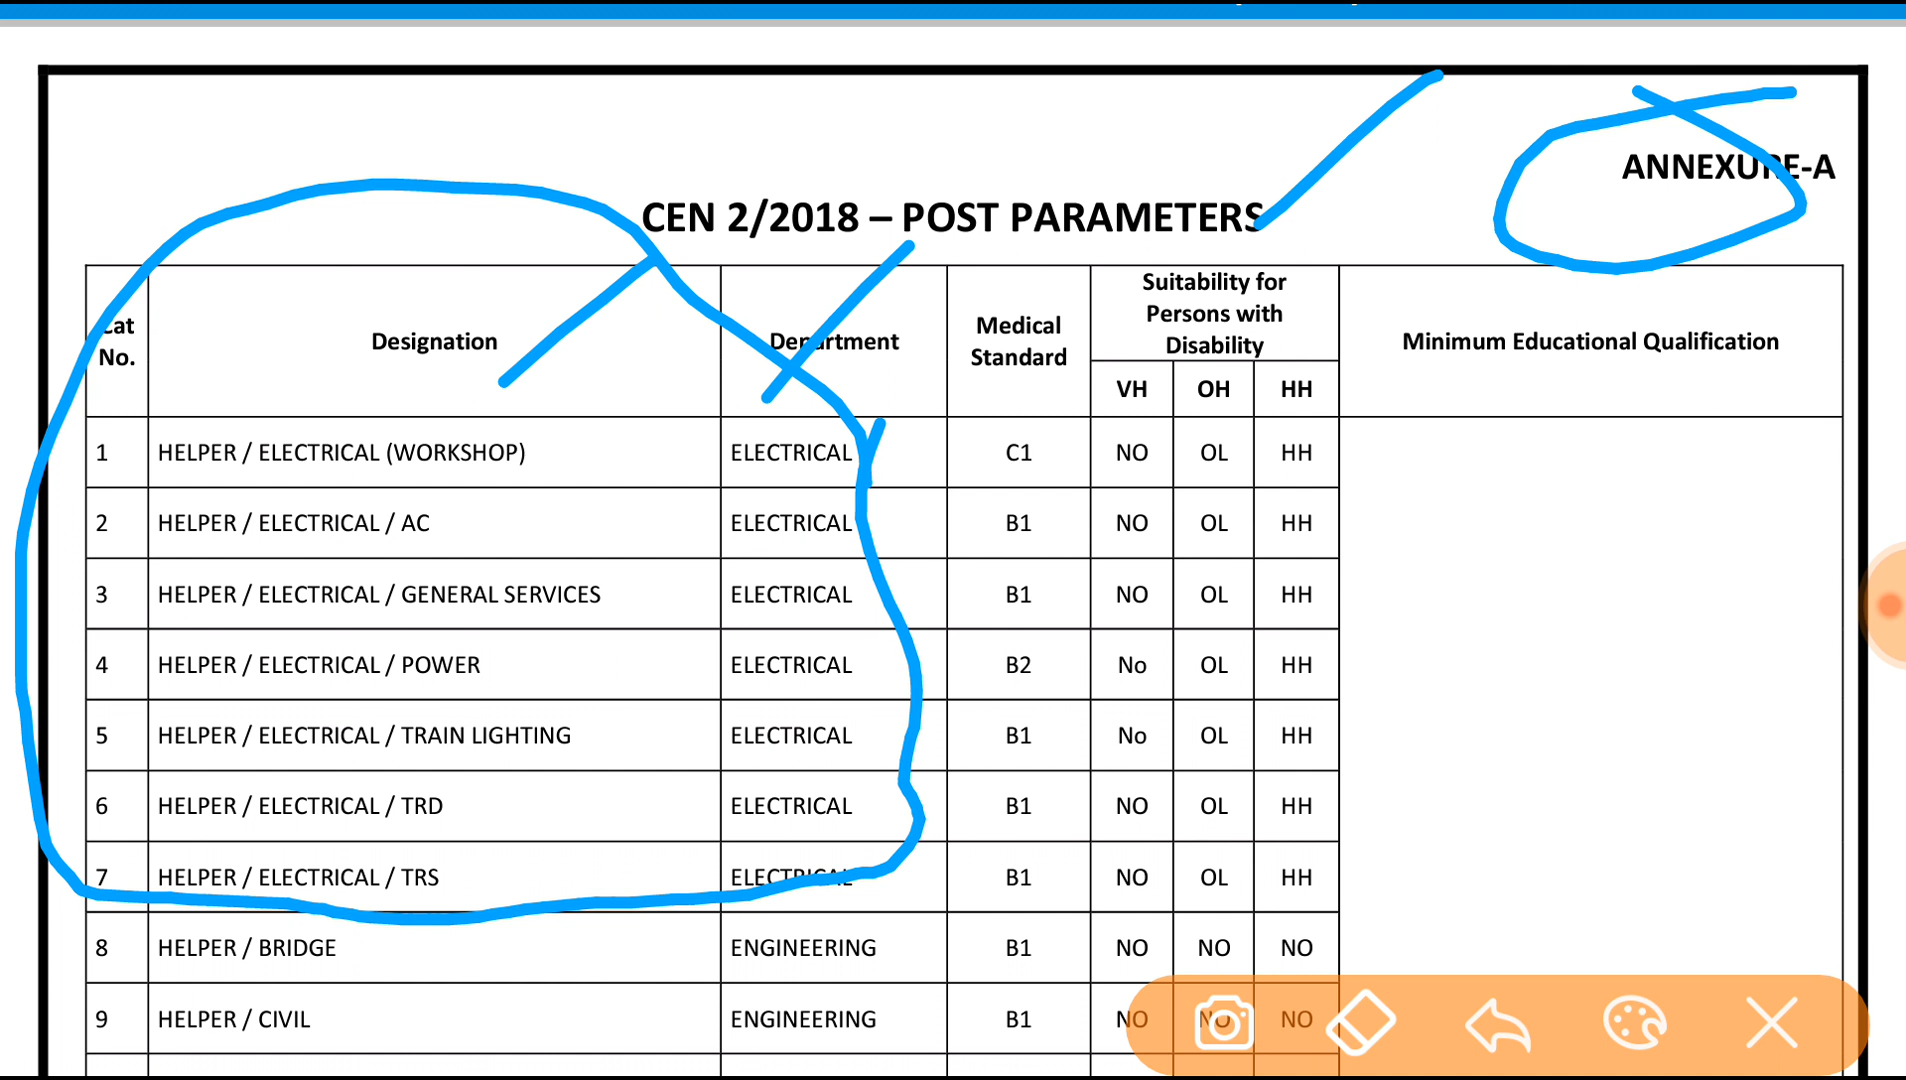 ANNEXURE-A
CEN 2/2018 – POST PARAMETERS
Cat No. Designation Department Medical Standard Suitability for Persons with Disability Minimum Educational Qualification
VH OH HH
1 HELPER / ELECTRICAL (WORKSHOP) ELECTRICAL C1 NO OL HH
2 HELPER / ELECTRICAL / AC ELECTRICAL B1 NO OL HH
3 HELPER / ELECTRICAL / GENERAL SERVICES ELECTRICAL B1 NO OL HH
4 HELPER / ELECTRICAL / POWER ELECTRICAL B2 No OL HH
5 HELPER / ELECTRICAL / TRAIN LIGHTING ELECTRICAL B1 No OL HH
6 HELPER / ELECTRICAL / TRD ELECTRICAL B1 NO OL HH
7 HELPER / ELECTRICAL / TRS ELECTRICAL B1 NO OL HH
8 HELPER / BRIDGE ENGINEERING B1 NO NO NO
9 HELPER / CIVIL ENGINEERING B1 NO NO NO